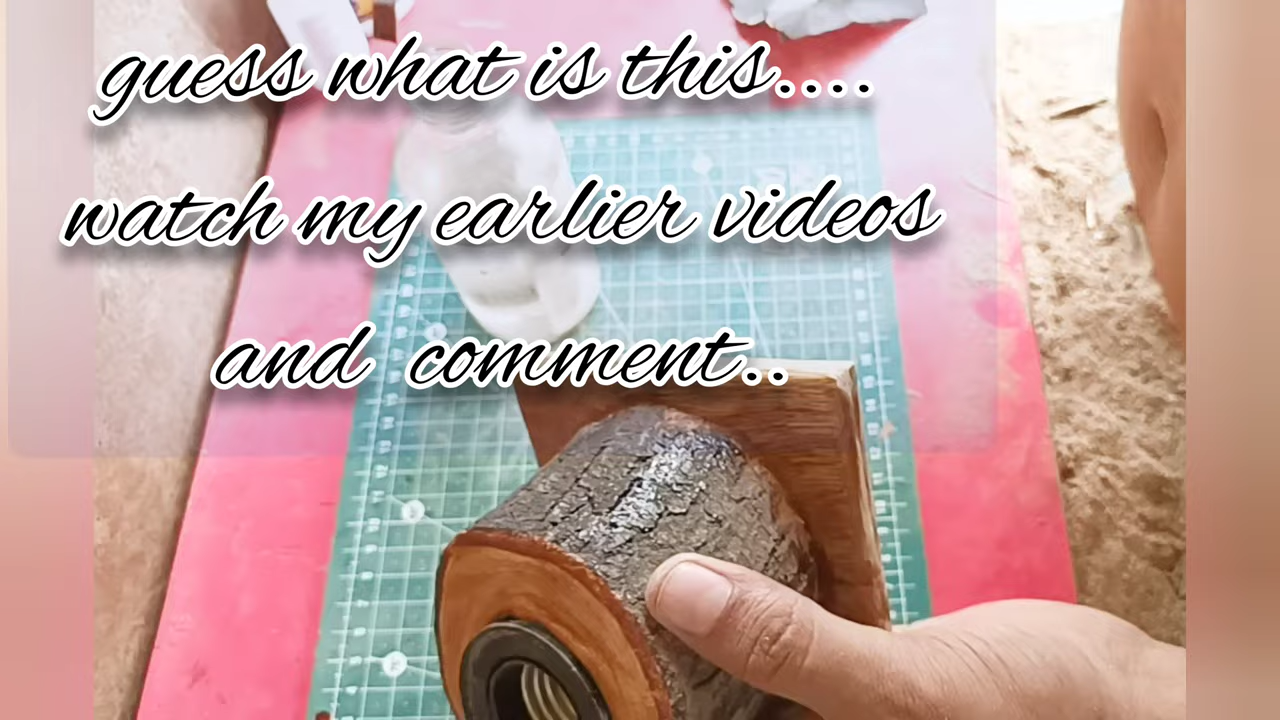 guess what is this....
watch my earlier videos
and comment..